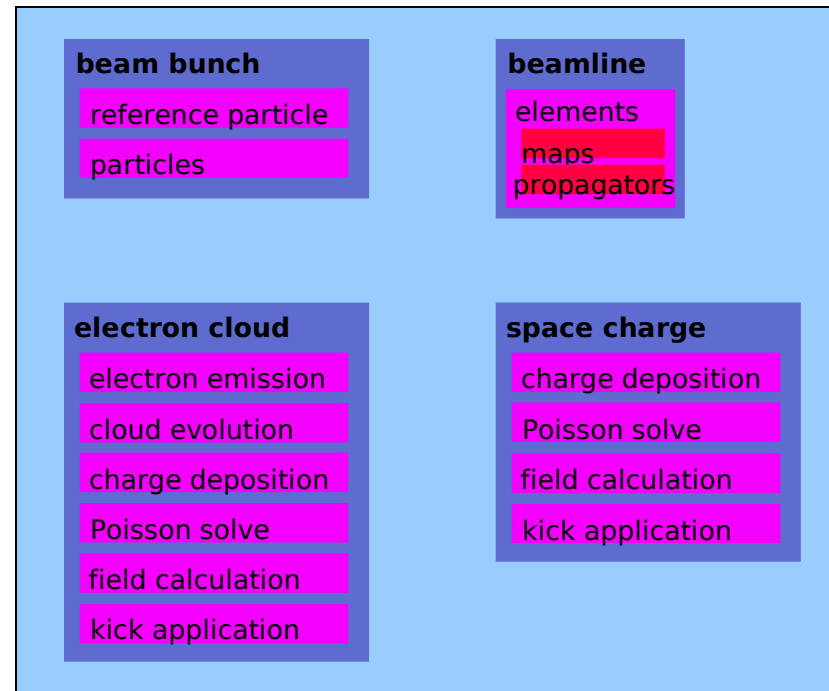 beam bunch
reference particle
particles
beamline
elements
maps
propagators
electron cloud
electron emission
cloud evolution
charge deposition
Poisson solve
field calculation
kick application
space charge
charge deposition
Poisson solve
field calculation
kick application